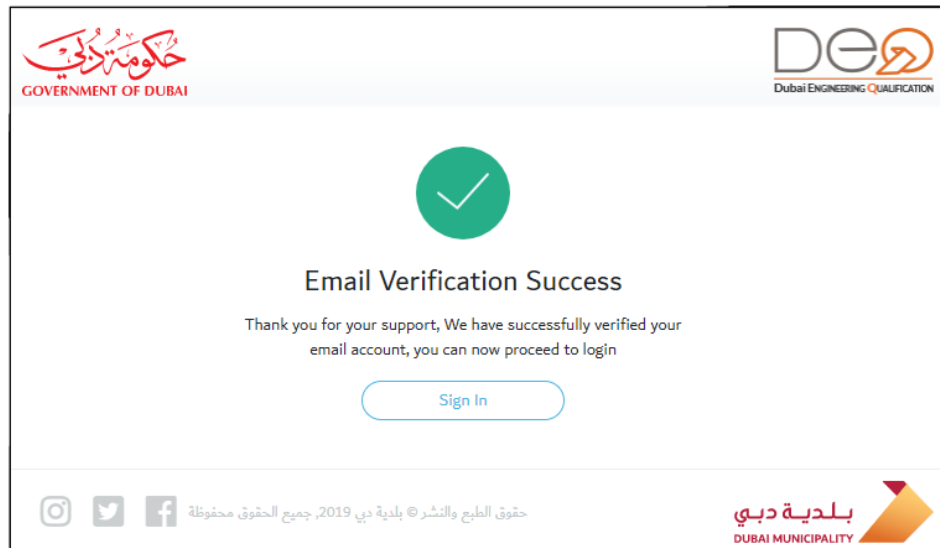 حكومة دبي
GOVERNMENT OF DUBAI
DEQ
Dubai ENGINEERING QUALIFICATION
Email Verification Success
Thank you for your support, We have successfully verified your
email account, you can now proceed to login
Sign In
حقوق الطبع والنشر © بلدية دبي 2019, جميع الحقوق محفوظة
بلدية دبي
DUBAI MUNICIPALITY